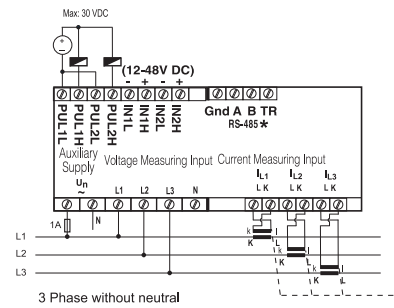 Max: 30 VDC
(12-48V DC)
- + - +
PUL1L PUL1H PUL2L PUL2H IN1L IN1H IN2L IN2H Gnd A B TR
RS-485 *
Auxiliary Supply Voltage Measuring Input Current Measuring Input
Un ~ L1 L2 L3 N
IL1 IL2 IL3
L K L K L K
1A N
L1
L2
L3
k l
K L
k l
K L
k l
K L
3 Phase without neutral